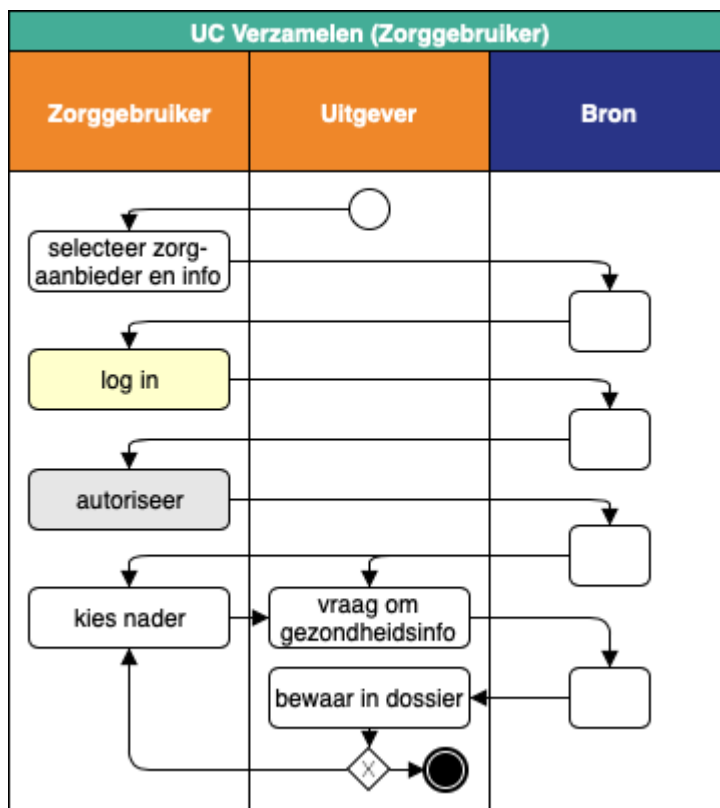 UC Verzamelen (Zorggebruiker)
Zorggebruiker
Uitgever
Bron
selecteer zorg-
aanbieder en info
log in
autoriseer
kies nader
vraag om
gezondheidsinfo
bewaar in dossier
X